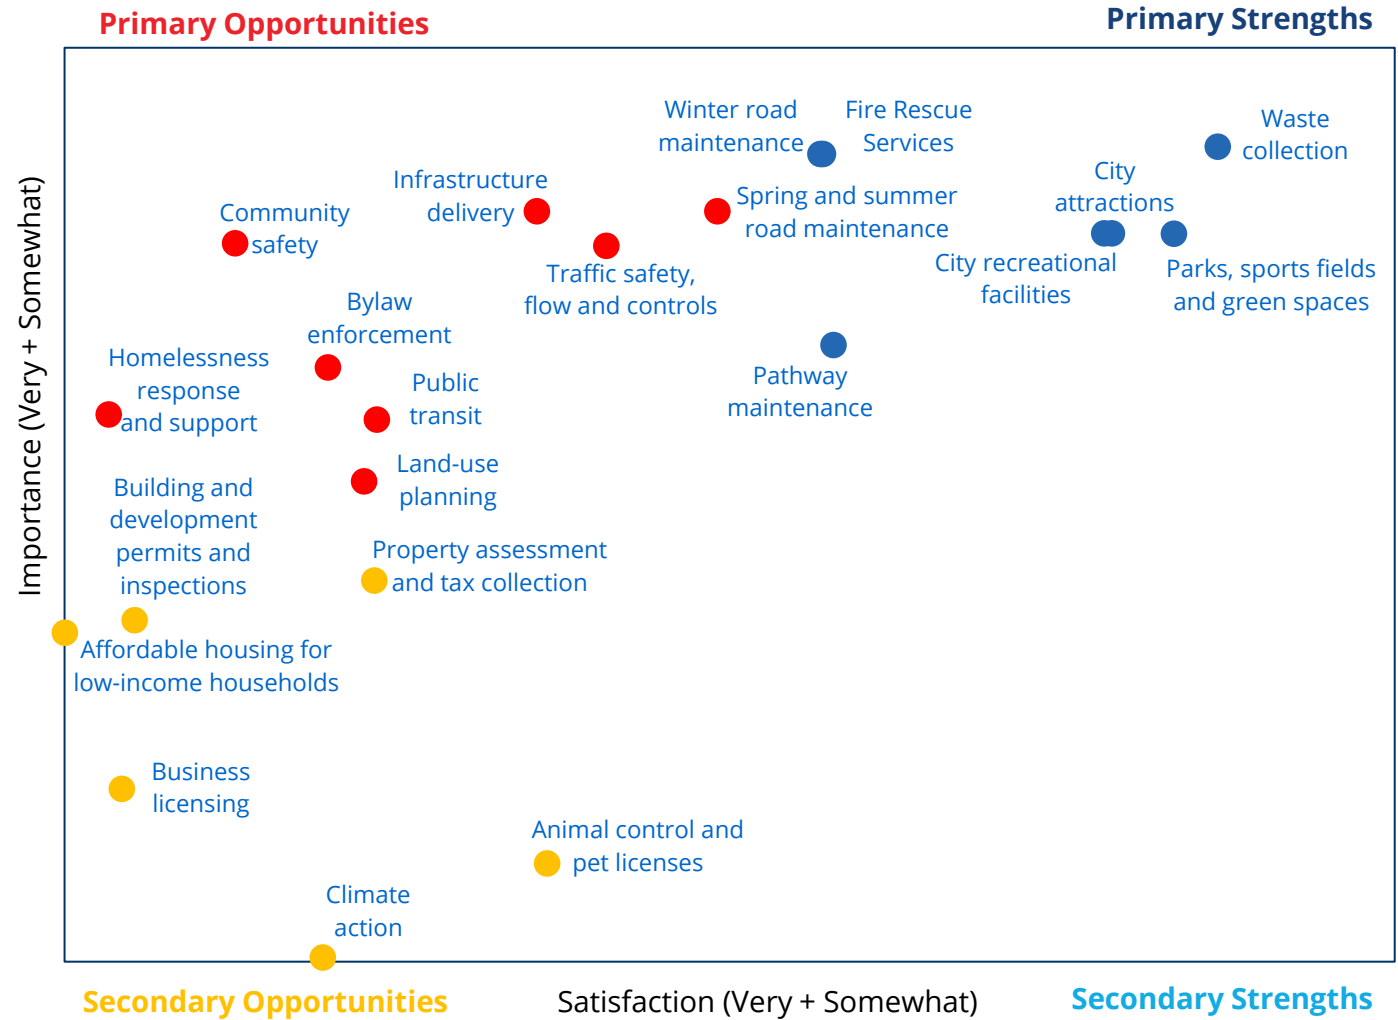 Primary Opportunities
Primary Strengths
Winter road
maintenance
Fire Rescue
Services
Waste
collection
City
attractions
Infrastructure
delivery
Spring and summer
road maintenance
Community
safety
Traffic safety,
flow and controls
City recreational
facilities
Parks, sports fields
and green spaces
Bylaw
enforcement
Homelessness
response
and support
Public
transit
Pathway
maintenance
Land-use
planning
Building and
development
permits and
inspections
Property assessment
and tax collection
Affordable housing for
low-income households
Business
licensing
Animal control and
pet licenses
Climate
action
Importance (Very + Somewhat)
Secondary Opportunities
Satisfaction (Very + Somewhat)
Secondary Strengths